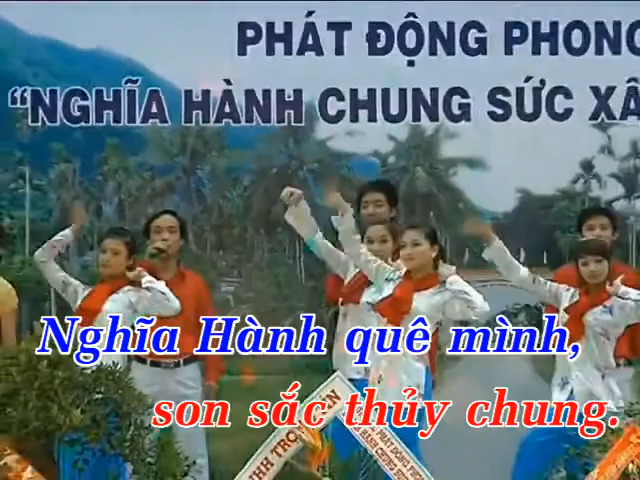 PHÁT ĐỘNG PHONG
“NGHĨA HÀNH CHUNG SỨC XÂ
Nghĩa Hành quê mình,
son sắc thủy chung.